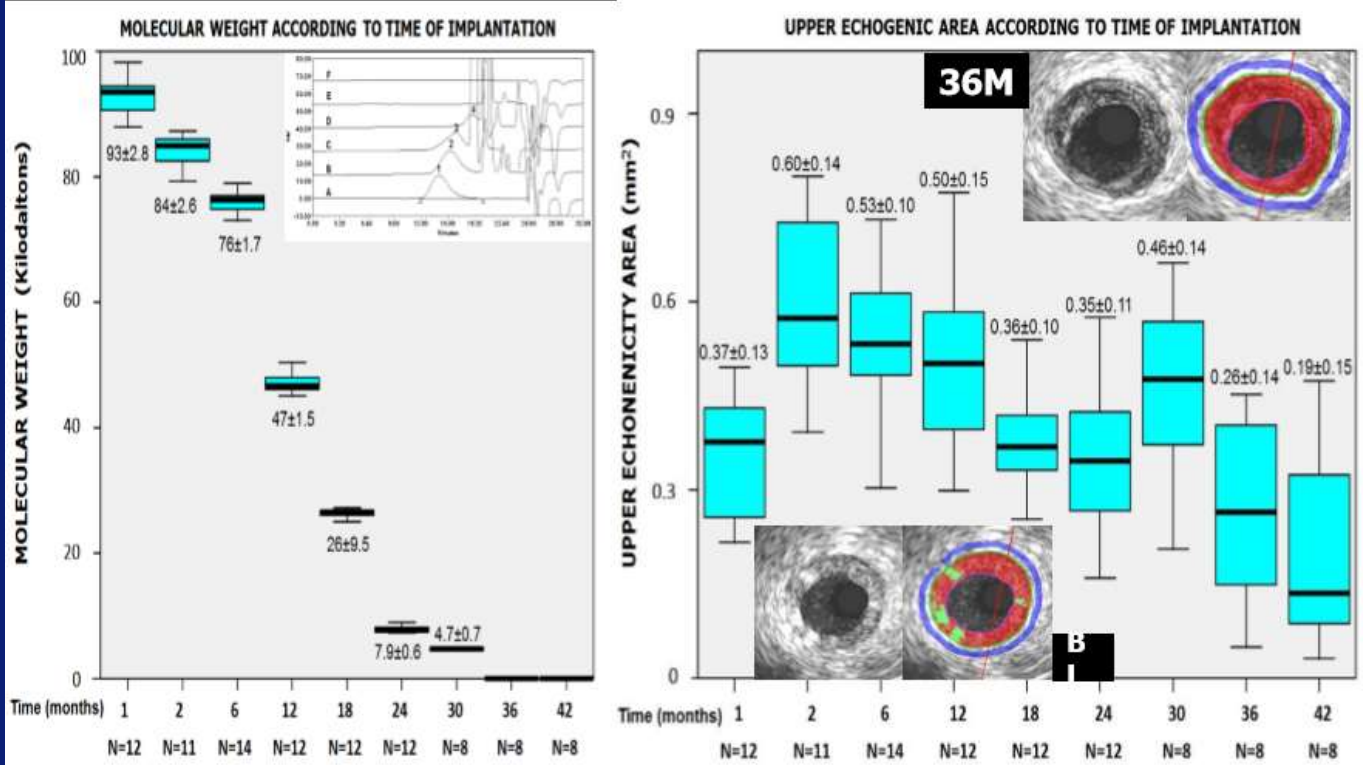 MOLECULAR WEIGHT ACCORDING TO TIME OF IMPLANTATION
MOLECULAR WEIGHT (Kilodaltons)
100
80
60
40
20
0
93±2.8
84±2.6
76±1.7
47±1.5
26±9.5
7.9±0.6
4.7±0.7
F
E
D
C
B
A
Time (months) 1 2 6 12 18 24 30 36 42
N=12 N=11 N=14 N=12 N=12 N=12 N=8 N=8 N=8
UPPER ECHOGENIC AREA ACCORDING TO TIME OF IMPLANTATION
UPPER ECHONENICITY AREA (mm²)
0.9
0.6
0.3
0
36M
0.37±0.13
0.60±0.14
0.53±0.10
0.50±0.15
0.36±0.10
0.35±0.11
0.46±0.14
0.26±0.14
0.19±0.15
B
Time (months) 1 2 6 12 18 24 30 36 42
N=12 N=11 N=14 N=12 N=12 N=12 N=8 N=8 N=8